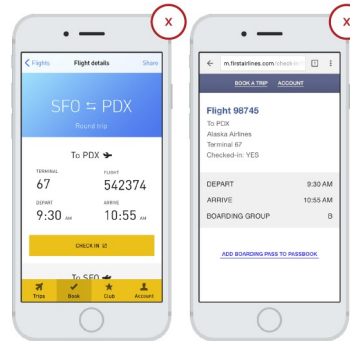 X
Flights Flight details Share
SFO ⇆ PDX
Round trip
To PDX ✈
TERMINAL FLIGHT
67 542374
DEPART ARRIVE
9:30 AM 10:55 AM
CHECK IN
To SFO
Trips Book Club Account
X
m.firstairlines.com/check-in
BOOK A TRIP ACCOUNT
Flight 98745
To PDX
Alaska Airlines
Terminal 67
Checked-in: YES
DEPART 9:30 AM
ARRIVE 10:55 AM
BOARDING GROUP B
ADD BOARDING PASS TO PASSBOOK